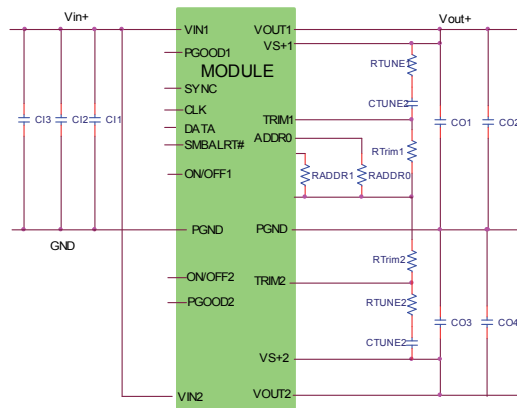 Vin+
Vout+
VIN1
VOUT1
VS+1
PGOOD1
MODULE
RTUNE1
SYNC
CTUNE2
CLK
TRIM1
CI3
CI2
CI1
CO1
CO2
DATA
ADDR0
SMBALRT#
RTrim1
ON/OFF1
RADDR1
RADDR0
PGND
PGND
GND
RTrim2
ON/OFF2
TRIM2
PGOOD2
RTUNE2
CO3
CO4
CTUNE2
VS+2
VIN2
VOUT2